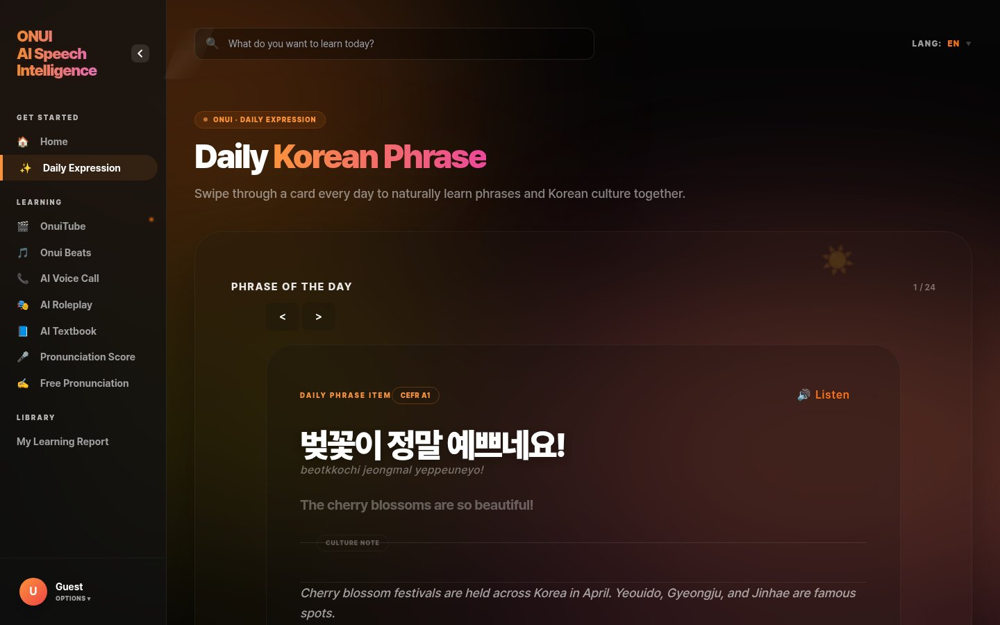 ONUI
AI Speech
Intelligence
GET STARTED
Home
Daily Expression
LEARNING
OnuiTube
Onui Beats
AI Voice Call
AI Roleplay
AI Textbook
Pronunciation Score
Free Pronunciation
LIBRARY
My Learning Report
U
Guest
OPTIONS ▾
What do you want to learn today?
LANG: EN ▼
ONUI · DAILY EXPRESSION
Daily Korean Phrase
Swipe through a card every day to naturally learn phrases and Korean culture together.
PHRASE OF THE DAY
1 / 24
< >
DAILY PHRASE ITEM CEFR A1
Listen
벚꽃이 정말 예쁘네요!
beotkkochi jeongmal yeppeuneyo!
The cherry blossoms are so beautiful!
CULTURE NOTE
Cherry blossom festivals are held across Korea in April. Yeouido, Gyeongju, and Jinhae are famous
spots.